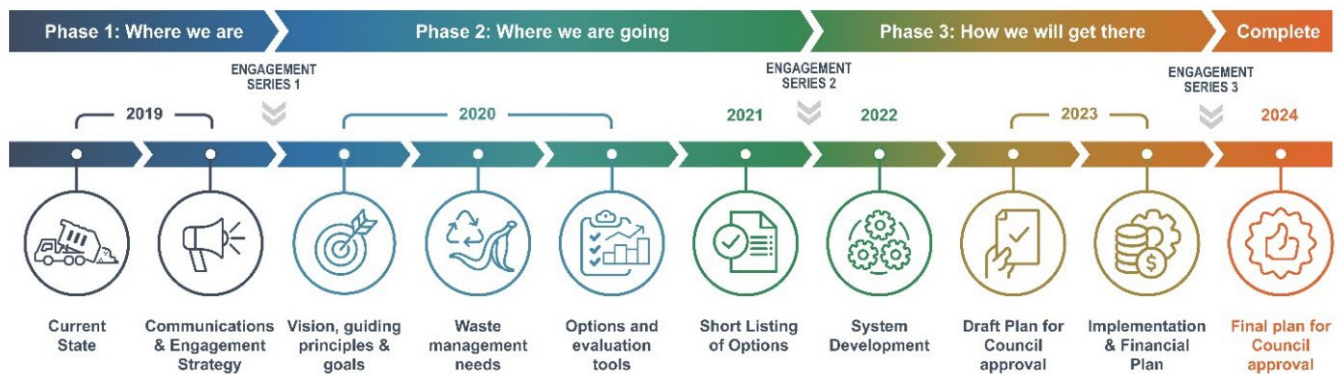 Phase 1: Where we are
Phase 2: Where we are going
Phase 3: How we will get there
Complete
ENGAGEMENT
SERIES 1
ENGAGEMENT
SERIES 2
ENGAGEMENT
SERIES 3
2019
2020
2021
2022
2023
2024
$
Current
State
Communications
& Engagement
Strategy
Vision, guiding
principles &
goals
Waste
management
needs
Options and
evaluation
tools
Short Listing
of Options
System
Development
Draft Plan for
Council
approval
Implementation
& Financial
Plan
Final plan for
Council
approval